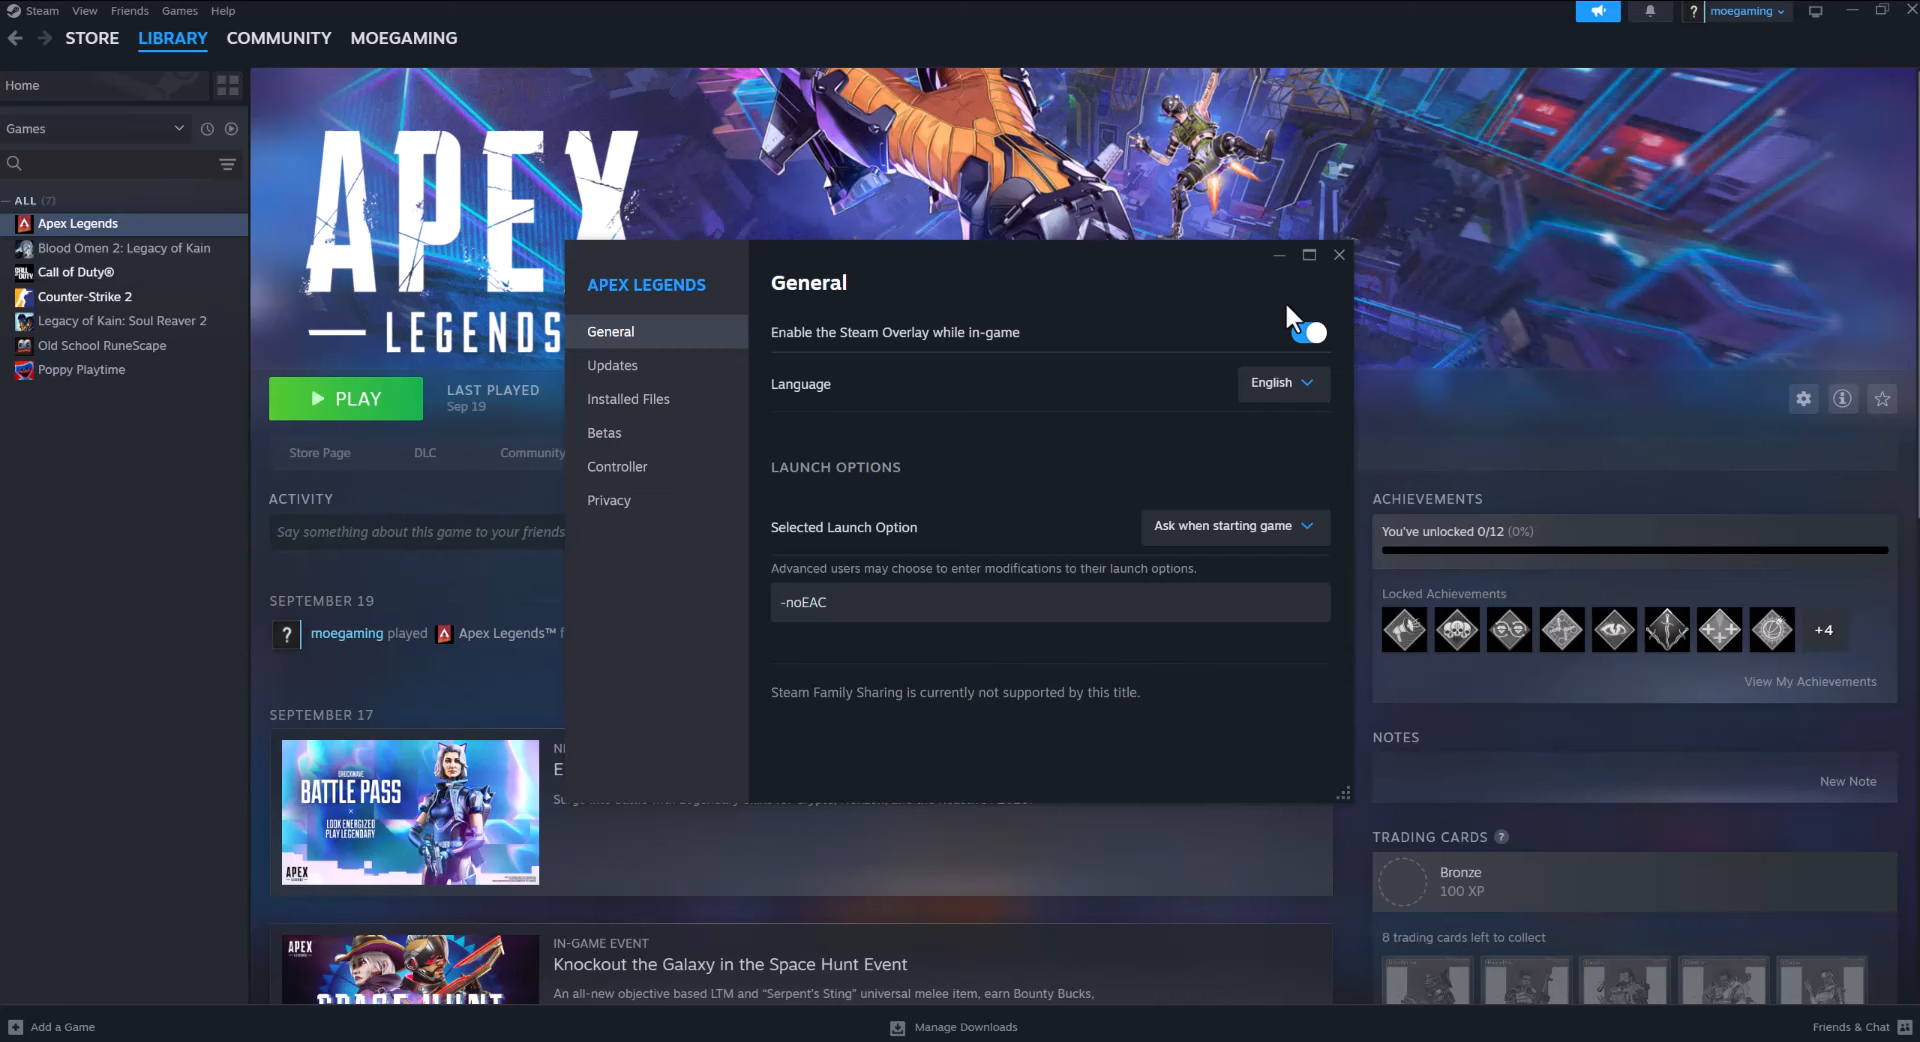 Steam View Friends Games Help
moegaming
STORE LIBRARY COMMUNITY MOEGAMING
Home
Games
ALL (7)
Apex Legends
Blood Omen 2: Legacy of Kain
Call of Duty®
Counter-Strike 2
Legacy of Kain: Soul Reaver 2
Old School RuneScape
Poppy Playtime
APEX
LEGENDS
PLAY
LAST PLAYED
Sep 19
Store Page DLC Community
ACTIVITY
Say something about this game to your friends
SEPTEMBER 19
? moegaming played Apex Legends™ f
SEPTEMBER 17
SHOCKWAVE
BATTLE PASS
LOOK ENERGIZED
PLAY LEGENDARY
APEX
IN-GAME EVENT
Knockout the Galaxy in the Space Hunt Event
An all-new objective based LTM and “Serpent's Sting” universal melee item, earn Bounty Bucks,
APEX
SPACE HUNT
APEX LEGENDS
General
Updates
Installed Files
Betas
Controller
Privacy
General
Enable the Steam Overlay while in-game
Language English
LAUNCH OPTIONS
Selected Launch Option Ask when starting game
Advanced users may choose to enter modifications to their launch options.
-noEAC
Steam Family Sharing is currently not supported by this title.
ACHIEVEMENTS
You've unlocked 0/12 (0%)
Locked Achievements
+4
View My Achievements
NOTES
New Note
TRADING CARDS ?
Bronze
100 XP
8 trading cards left to collect
Add a Game
Manage Downloads
Friends & Chat